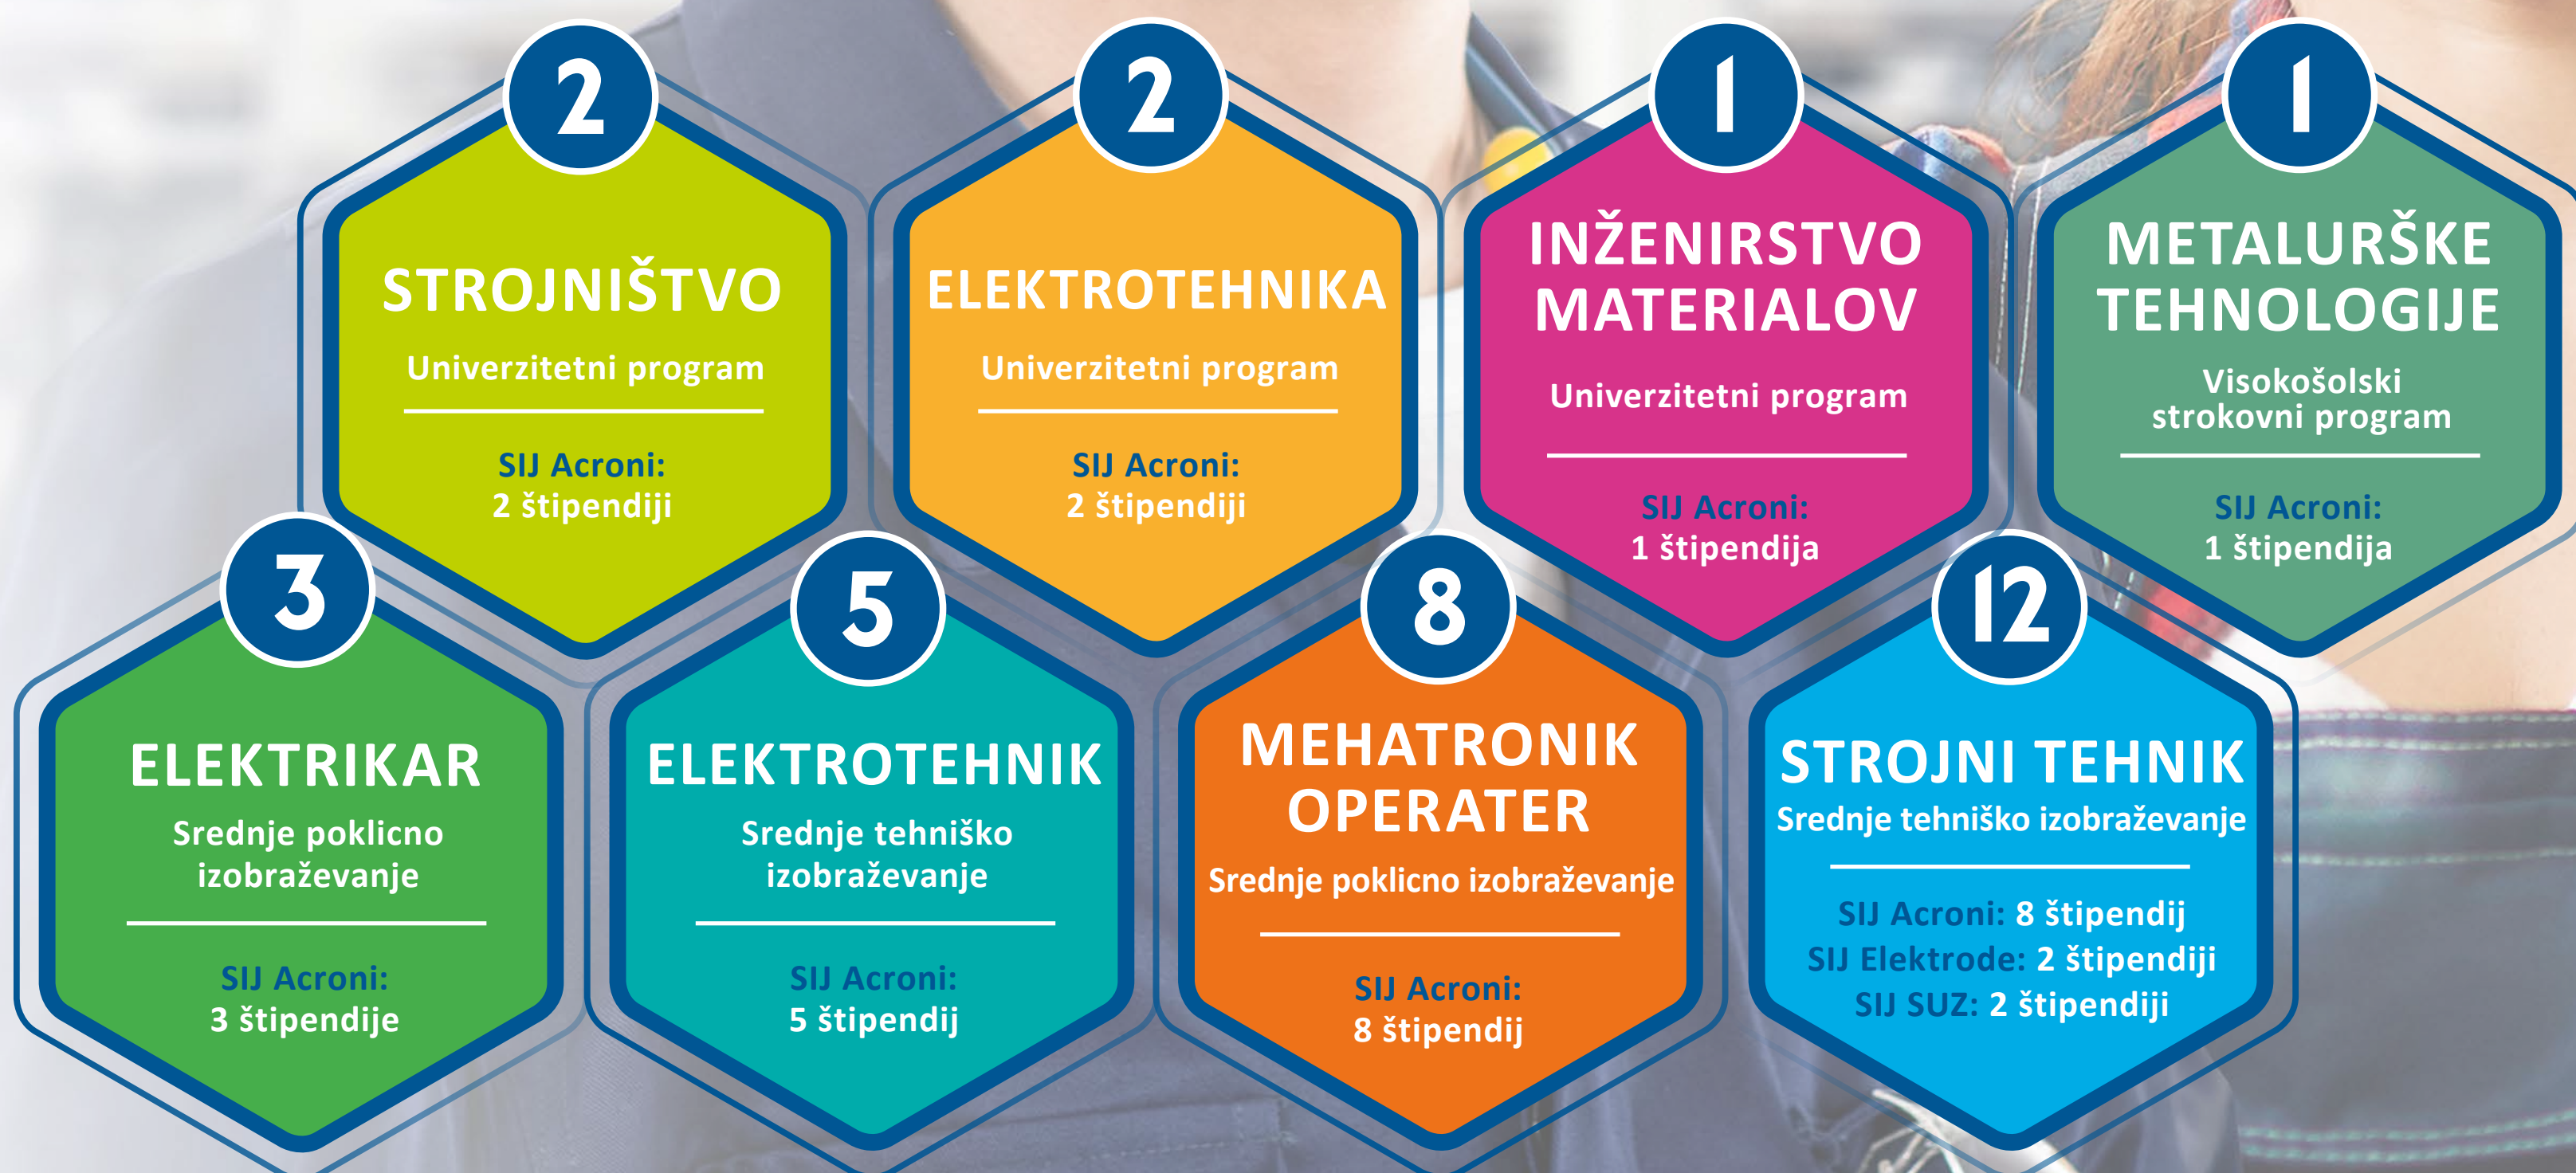 2
STROJNIŠTVO
Univerzitetni program
SIJ Acroni:
2 štipendiji
2
ELEKTROTEHNIKA
Univerzitetni program
SIJ Acroni:
2 štipendiji
1
INŽENIRSTVO
MATERIALOV
Univerzitetni program
SIJ Acroni:
1 štipendija
1
METALURŠKE
TEHNOLOGIJE
Visokošolski
strokovni program
SIJ Acroni:
1 štipendija
3
ELEKTRIKAR
Srednje poklicno
izobraževanje
SIJ Acroni:
3 štipendije
5
ELEKTROTEHNIK
Srednje tehniško
izobraževanje
SIJ Acroni:
5 štipendij
8
MEHATRONIK
OPERATER
Srednje poklicno izobraževanje
SIJ Acroni:
8 štipendij
12
STROJNI TEHNIK
Srednje tehniško izobraževanje
SIJ Acroni: 8 štipendij
SIJ Elektrode: 2 štipendiji
SIJ SUZ: 2 štipendiji